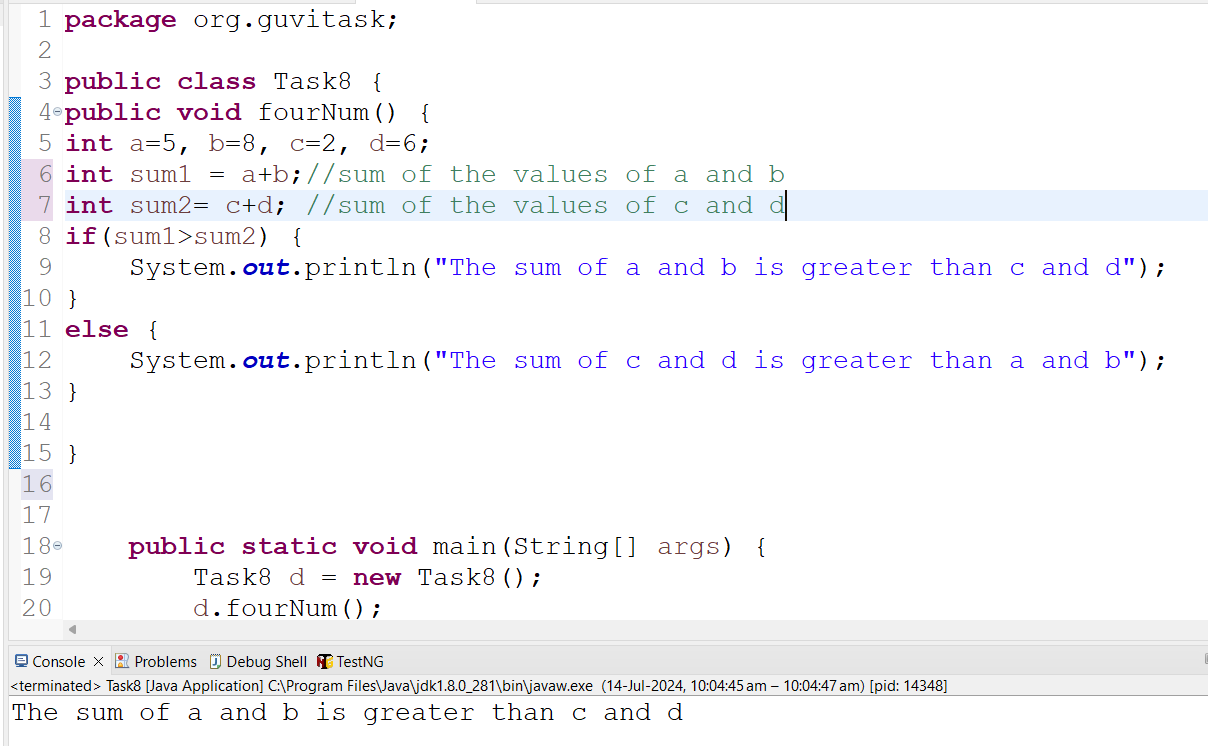 1 package org.guvitask;
2
3 public class Task8 {
4 public void fourNum() {
5 int a=5, b=8, c=2, d=6;
6 int sum1 = a+b;//sum of the values of a and b
7 int sum2= c+d; //sum of the values of c and d
8 if(sum1>sum2) {
9     System.out.println("The sum of a and b is greater than c and d");
10 }
11 else {
12     System.out.println("The sum of c and d is greater than a and b");
13 }
14
15 }
16
17
18     public static void main(String[] args) {
19         Task8 d = new Task8();
20         d.fourNum();
Console Problems Debug Shell TestNG
<terminated> Task8 [Java Application] C:\Program Files\Java\jdk1.8.0_281\bin\javaw.exe (14-Jul-2024, 10:04:45 am – 10:04:47 am) [pid: 14348]
The sum of a and b is greater than c and d